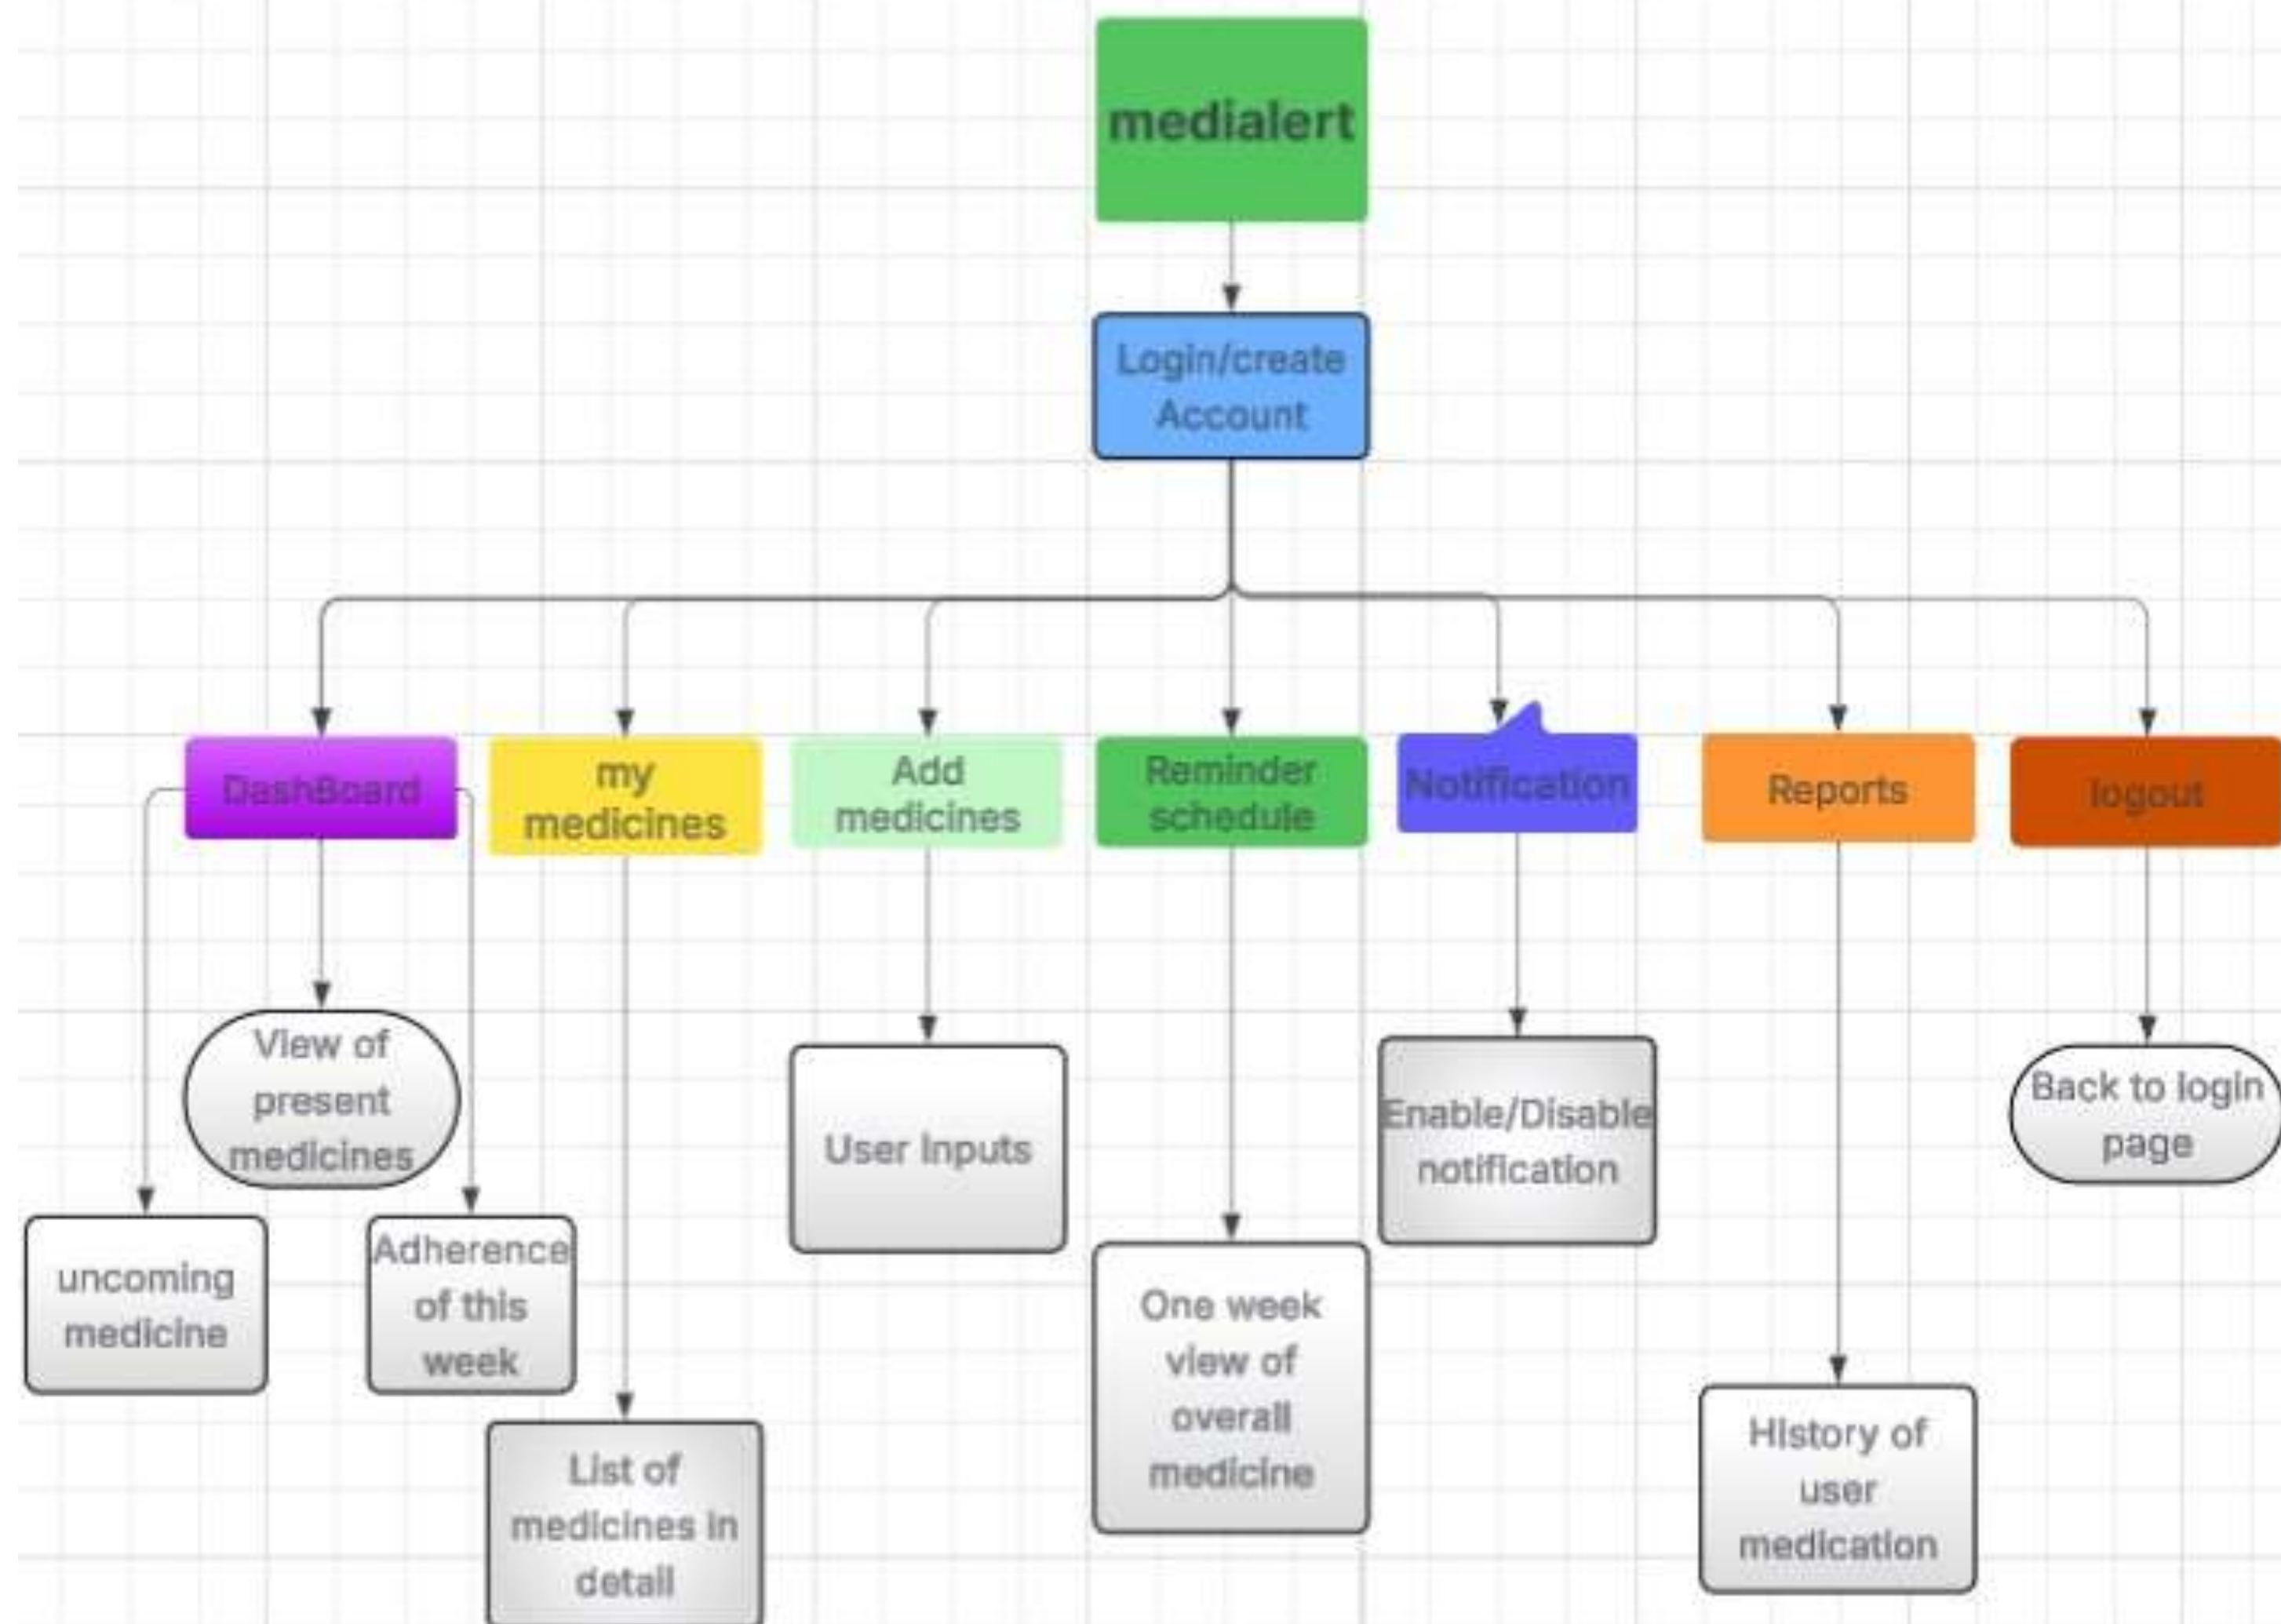 medialert
Login/create
Account
DashBoard
my
medicines
Add
medicines
Reminder
schedule
Notification
Reports
logout
View of
present
medicines
uncoming
medicine
Adherence
of this
week
List of
medicines in
detail
User Inputs
One week
view of
overall
medicine
Enable/Disable
notification
History of
user
medication
Back to login
page